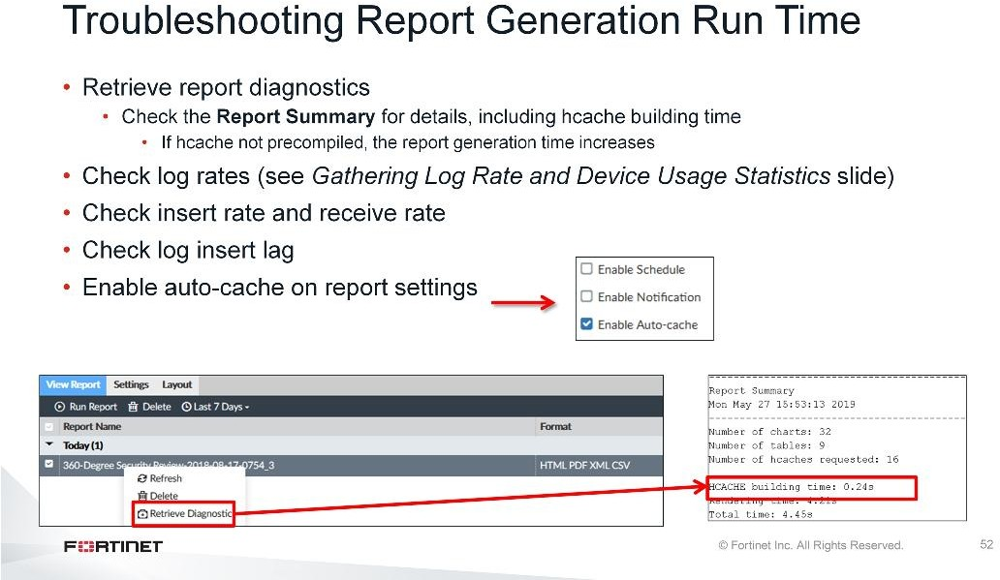 Troubleshooting Report Generation Run Time
• Retrieve report diagnostics
• Check the Report Summary for details, including hcache building time
• If hcache not precompiled, the report generation time increases
• Check log rates (see Gathering Log Rate and Device Usage Statistics slide)
• Check insert rate and receive rate
• Check log insert lag
• Enable auto-cache on report settings
Enable Schedule
Enable Notification
Enable Auto-cache
View Report Settings Layout
Run Report Delete Last 7 Days
Report Name Format
Today (1)
360-Degree Security Review-2018-08-17-0754_3 HTML PDF XML CSV
Refresh
Delete
Retrieve Diagnostic
Report Summary
Mon May 27 15:53:13 2019
Number of charts: 32
Number of tables: 9
Number of hcaches requested: 16
HCACHE building time: 0.24s
Rendering time: 4.21s
Total time: 4.45s
FORTINET
© Fortinet Inc. All Rights Reserved.
52